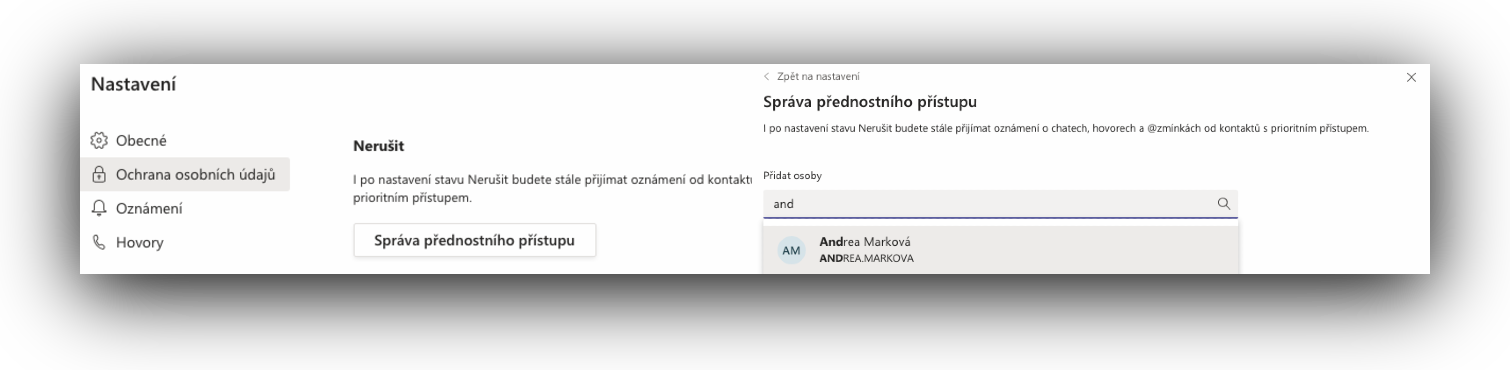 Nastavení
Obecné
Ochrana osobních údajů
Oznámení
Hovory
Nerušit
I po nastavení stavu Nerušit budete stále přijímat oznámení od
prioritním přístupem.
Správa přednostního přístupu
Zpět na nastavení
Správa přednostního přístupu
I po nastavení stavu Nerušit budete stále přijímat oznámení o chatech, hovorech a @zmínkách od kontaktů s prioritním přístupem.
Přidat osoby
and
AM
Andrea Marková
ANDREA.MARKOVA